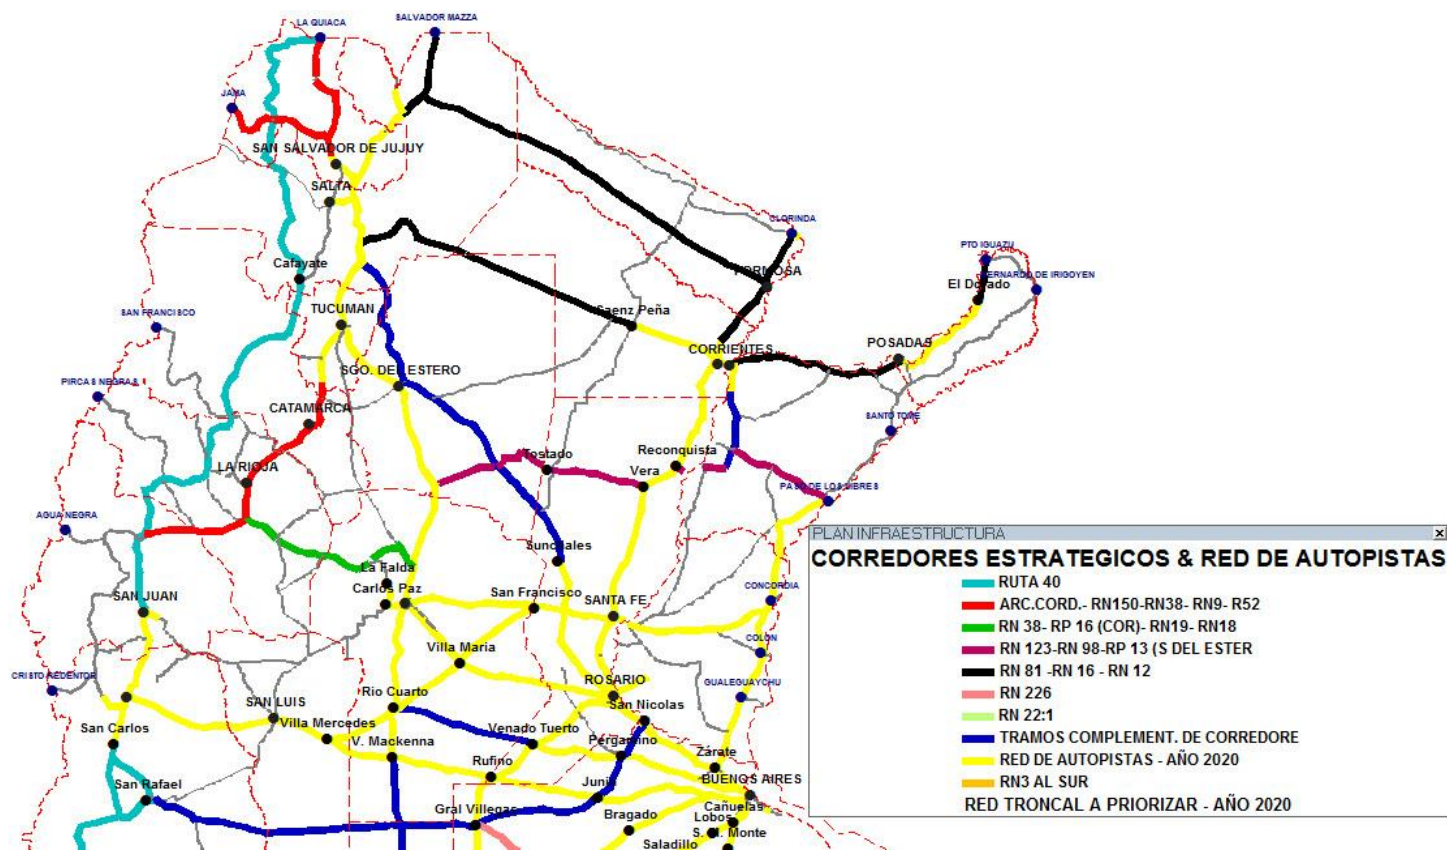 LA QUIACA
SALVADOR MAZZA
JAMA
SAN SALVADOR DE JUJUY
SALTA
CLORINDA
PTO IGUAZU
BERNARDO DE IRIGOYEN
FORMOSA
El Dorado
Cafayate
SAN FRANCISCO
TUCUMAN
Saenz Peña
CORRIENTES
POSADAS
SGO. DEL ESTERO
PIRCAS NEGRAS
CATAMARCA
SANTO TOME
LA RIOJA
Tostado
Reconquista
Vera
PASO DE LOS LIBRES
AGUA NEGRA
Sunchales
La Falda
Carlos Paz
San Francisco
SANTA FE
CONCORDIA
SAN JUAN
COLON
Villa Maria
CRISTO REDENTOR
Rio Cuarto
ROSARIO
GUALEGUAYCHU
SAN LUIS
San Nicolas
San Carlos
Villa Mercedes
Venado Tuerto
V. Mackenna
Pergamino
Zárate
Rufino
BUENOS AIRES
San Rafael
Junin
Gral Villegas
Cañuelas
Bragado
Lobos
S. M. Monte
Saladillo
PLAN INFRAESTRUCTURA
CORREDORES ESTRATEGICOS & RED DE AUTOPISTAS
RUTA 40
ARC.CORD.- RN150-RN38- RN9- R52
RN 38- RP 16 (COR)- RN19- RN18
RN 123-RN 98-RP 13 (S DEL ESTER
RN 81 -RN 16 - RN 12
RN 226
RN 22:1
TRAMOS COMPLEMENT. DE CORREDORE
RED DE AUTOPISTAS - AÑO 2020
RN3 AL SUR
RED TRONCAL A PRIORIZAR - AÑO 2020